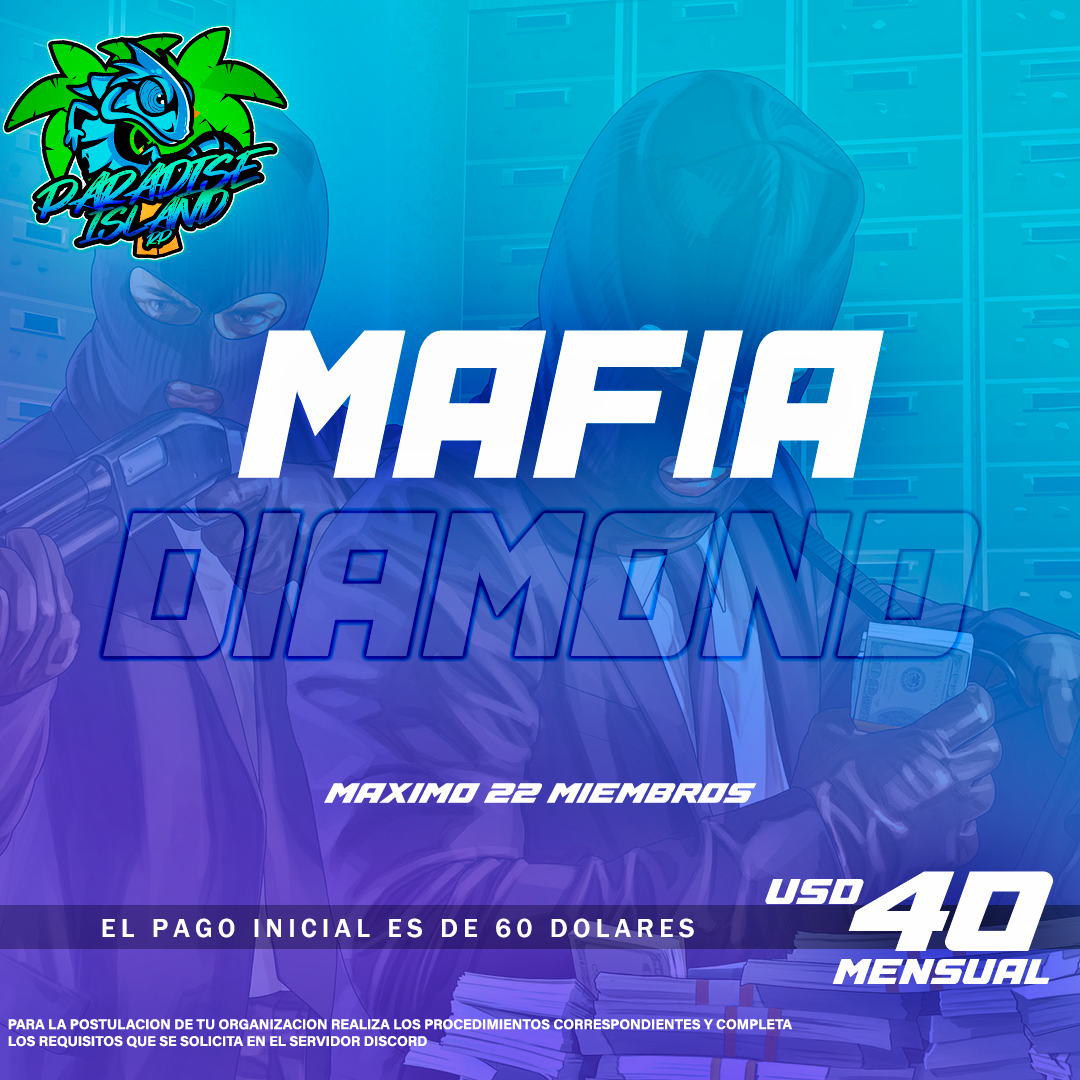 PARADISE
ISLAND
RP
MAFIA
DIAMOND
MAXIMO 22 MIEMBROS
USD 40
MENSUAL
EL PAGO INICIAL ES DE 60 DOLARES
PARA LA POSTULACION DE TU ORGANIZACION REALIZA LOS PROCEDIMIENTOS CORRESPONDIENTES Y COMPLETA
LOS REQUISITOS QUE SE SOLICITA EN EL SERVIDOR DISCORD